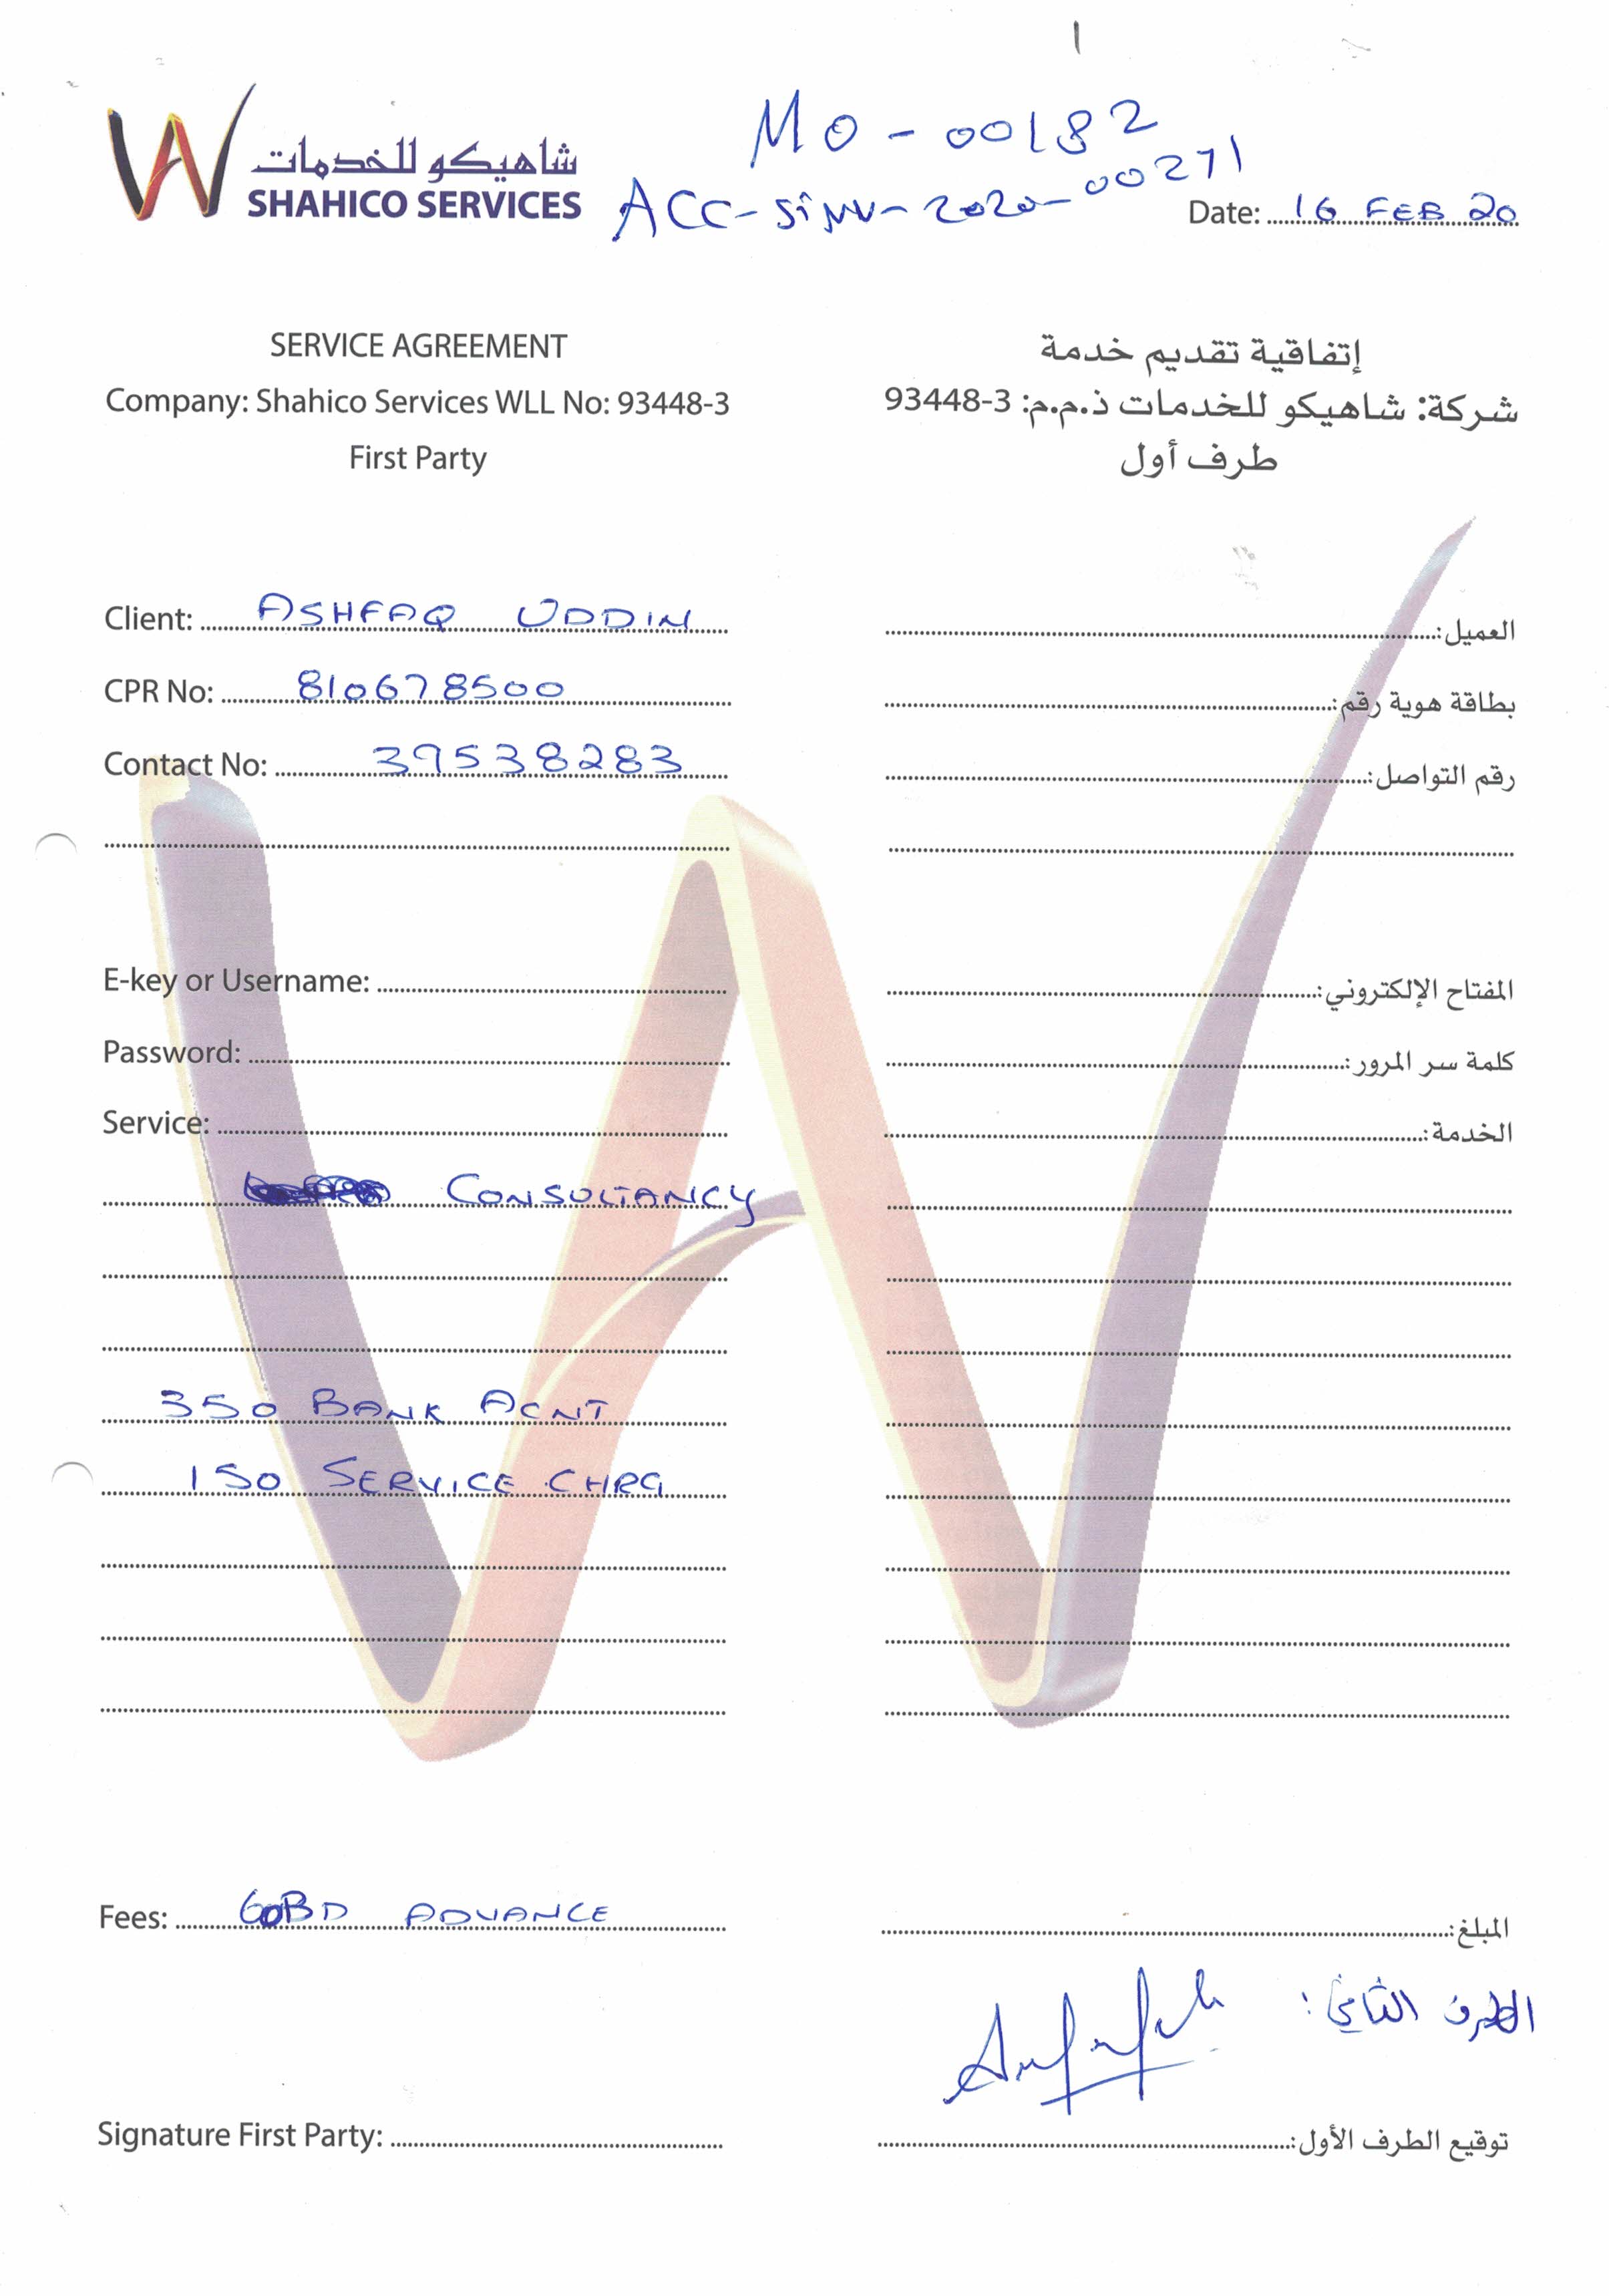 MO-00182
شاهيكو للخدمات
SHAHICO SERVICES
ACC-SINV-2020-00271
Date: 16 FEB 20
SERVICE AGREEMENT
إتفاقية تقديم خدمة
Company: Shahico Services WLL No: 93448-3
شركة: شاهيكو للخدمات ذ.م.م: 3-93448
First Party
طرف أول
Client: ASHFAQ UDDIN
العميل:
CPR No: 810678500
بطاقة هوية رقم:
Contact No: 39538283
رقم التواصل:
E-key or Username:
المفتاح الإلكتروني:
Password:
كلمة سر المرور:
Service:
الخدمة:
CONSULTANCY
350 BANK ACNT
150 SERVICE CHRG
Fees: 60BD ADVANCE
المبلغ:
الطرف الثاني:
Signature First Party:
توقيع الطرف الأول: